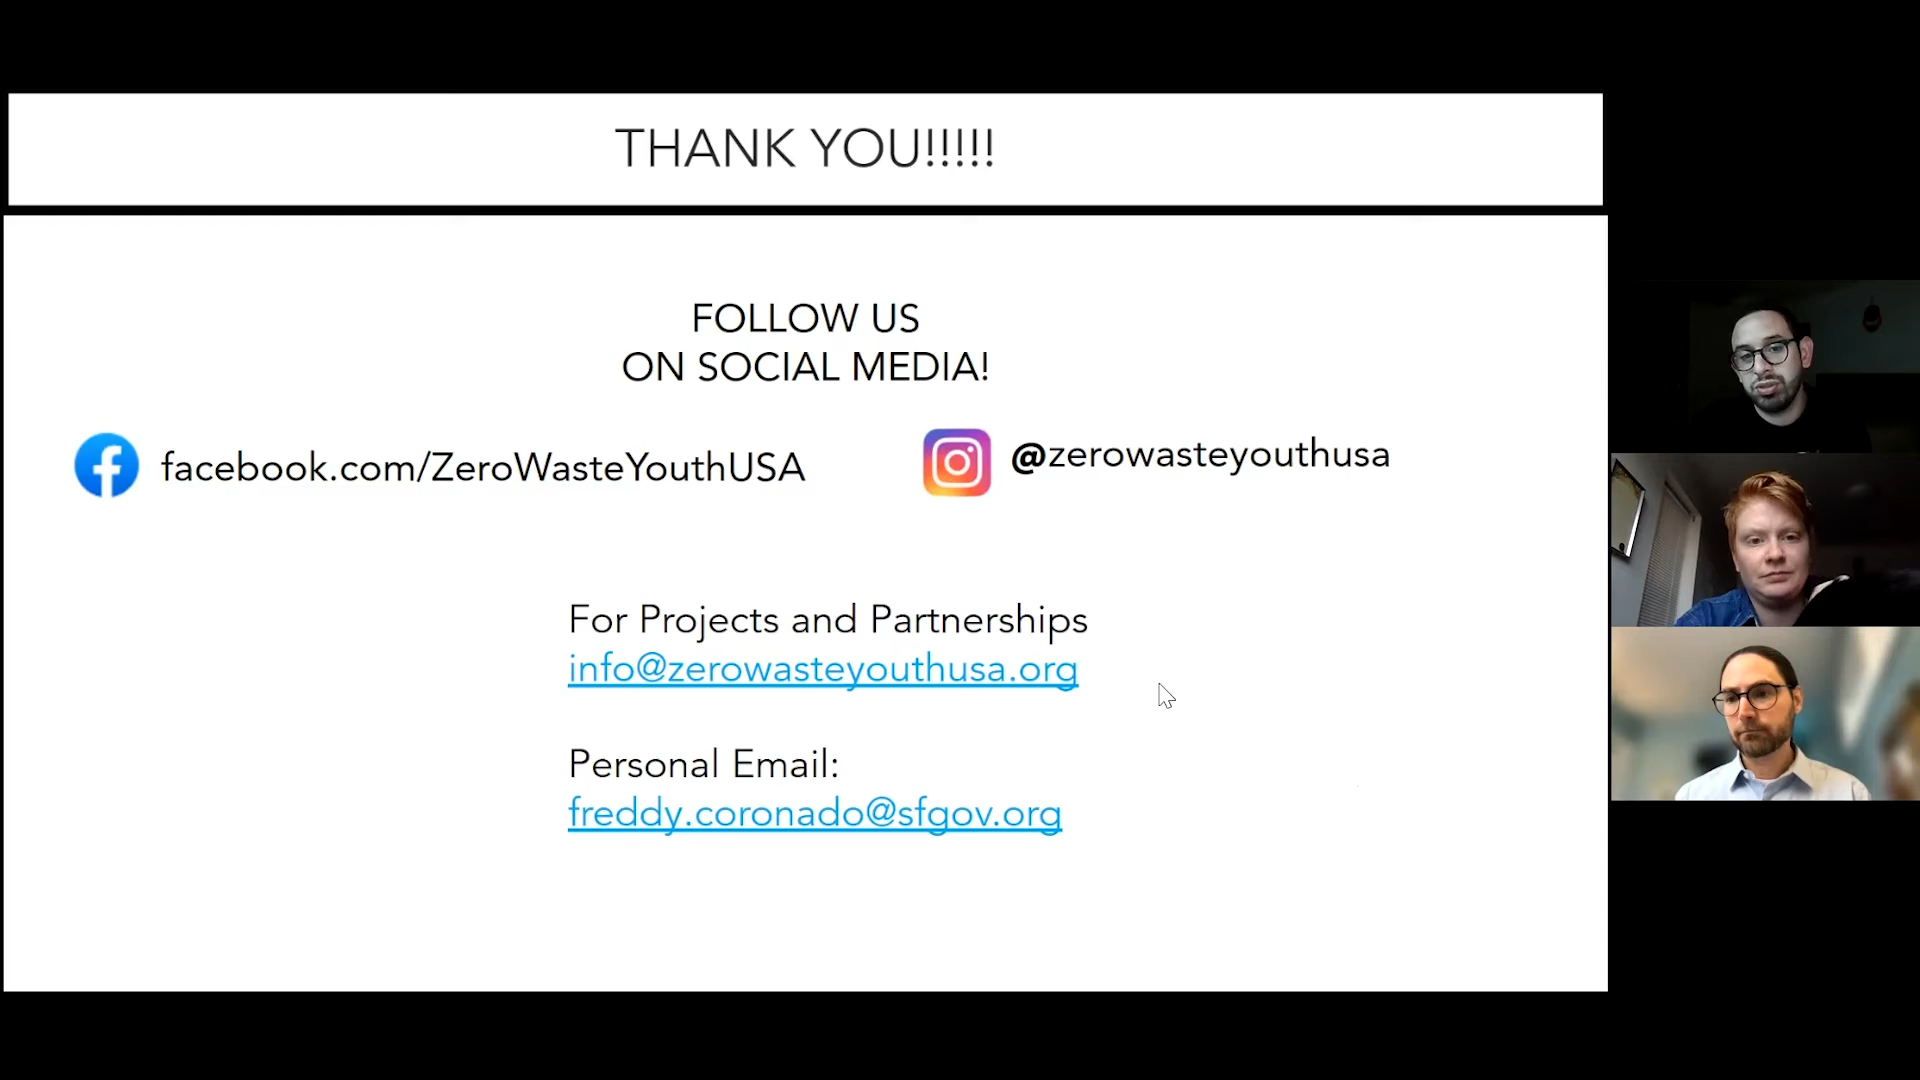 THANK YOU!!!!!
FOLLOW US
ON SOCIAL MEDIA!
facebook.com/ZeroWasteYouthUSA
@zerowasteyouthusa
For Projects and Partnerships
info@zerowasteyouthusa.org
Personal Email:
freddy.coronado@sfgov.org